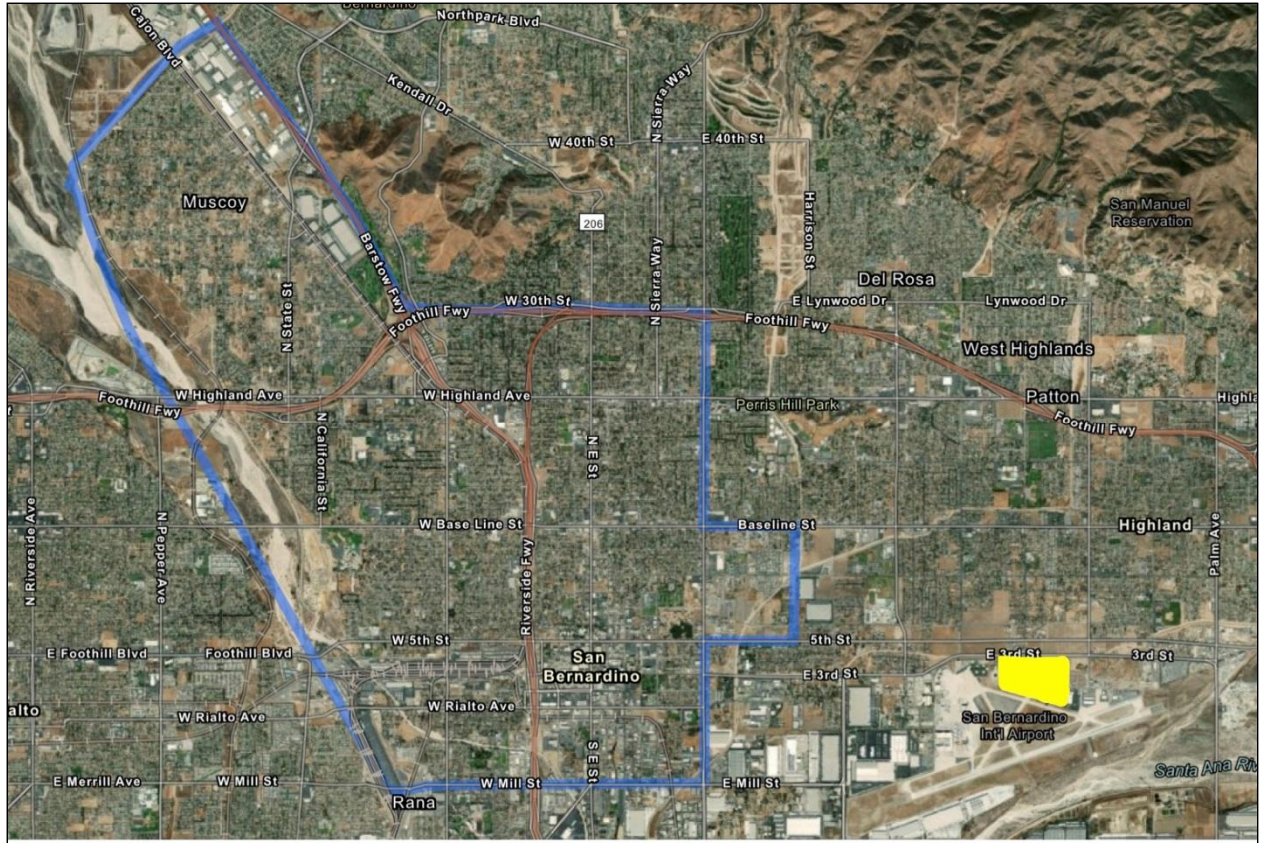 Bernardino
Northpark Blvd
Cajon Blvd
Kendall Dr
N Sierra Way
W 40th St
E 40th St
Muscoy
206
Harrison St
San Manuel
Reservation
Barstow Fwy
N State St
N Sierra Way
Del Rosa
W 30th St
E Lynwood Dr
Lynwood Dr
Foothill Fwy
Foothill Fwy
West Highlands
Foothill Fwy
W Highland Ave
W Highland Ave
Perris Hill Park
Patton
Highla
Foothill Fwy
N California St
N E St
N Riverside Ave
N Pepper Ave
W Base Line St
Baseline St
Highland
Palm Ave
Riverside Fwy
E Foothill Blvd
Foothill Blvd
W 5th St
5th St
San
Bernardino
E 3rd St
E 3rd St
3rd St
alto
W Rialto Ave
W Rialto Ave
San Bernardino
Int'l Airport
S E St
E Merrill Ave
W Mill St
W Mill St
E Mill St
Santa Ana Riv
Rana